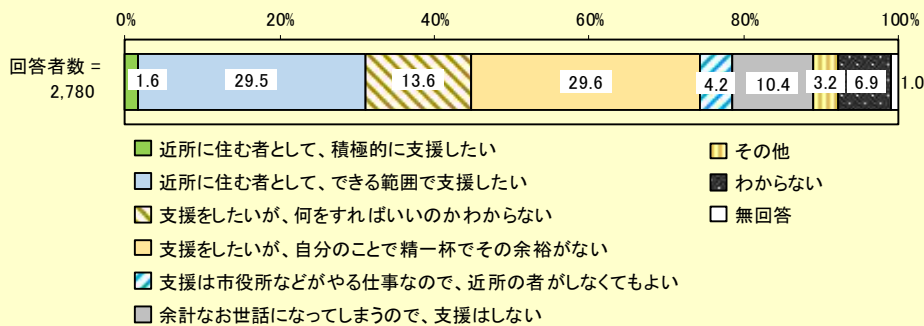 0% 20% 40% 60% 80% 100%
回答者数 =
2,780
1.6 29.5 13.6 29.6 4.2 10.4 3.2 6.9 1.0
近所に住む者として、積極的に支援したい
近所に住む者として、できる範囲で支援したい
支援をしたいが、何をすればいいのかわからない
支援をしたいが、自分のことで精一杯でその余裕がない
支援は市役所などがやる仕事なので、近所の者がしなくてもよい
余計なお世話になってしまうので、支援はしない
その他
わからない
無回答